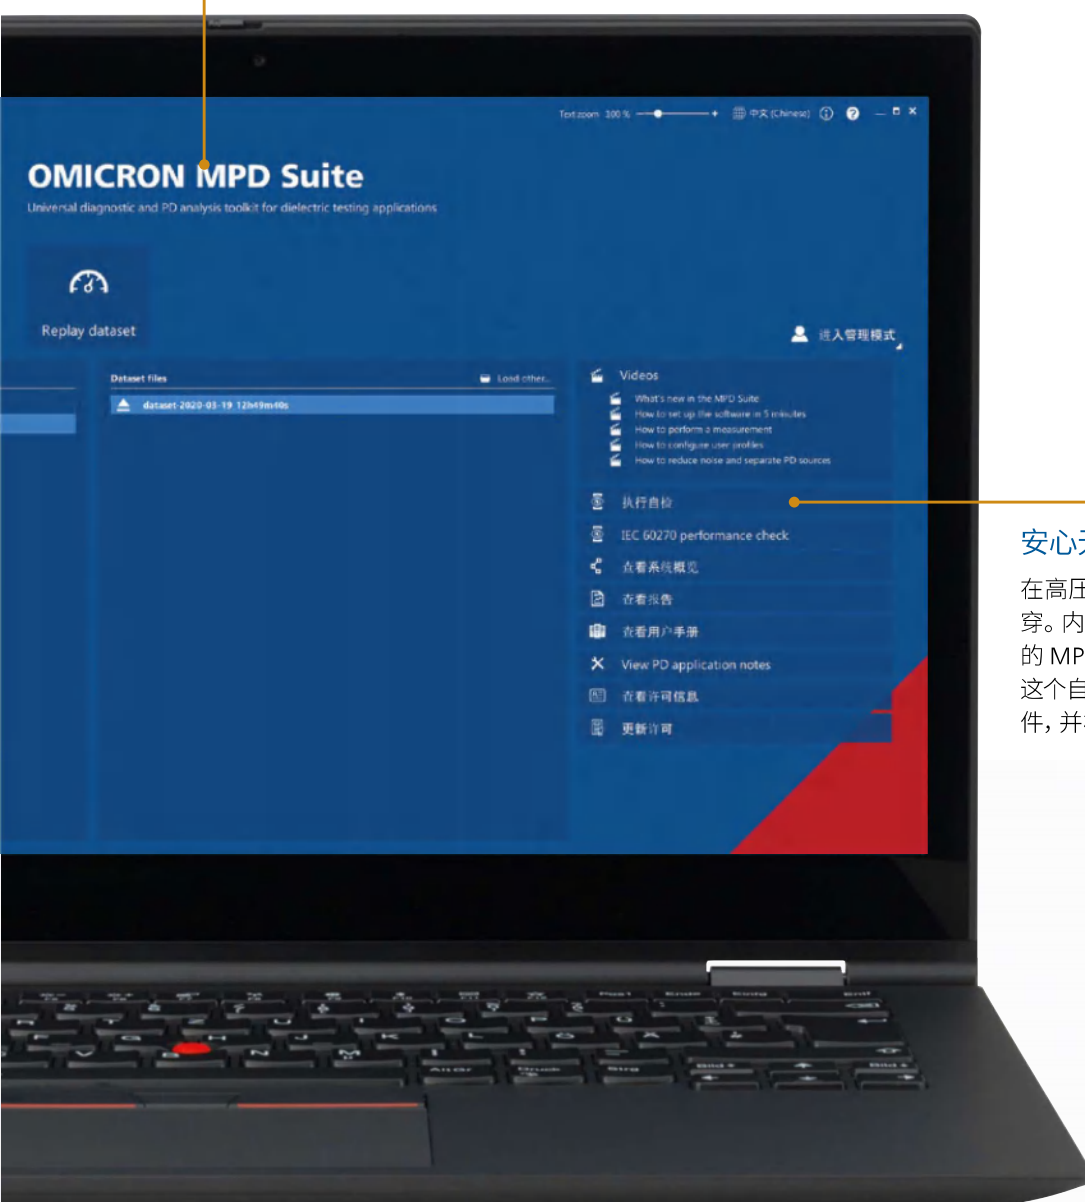 Text zoom 100 % + 中文 (Chinese)
OMICRON MPD Suite
Universal diagnostic and PD analysis toolkit for dielectric testing applications
Replay dataset
进入管理模式
Dataset files Load other...
dataset-2020-03-19 12h49m40s
Videos
What's new in the MPD Suite
How to set up the software in 5 minutes
How to perform a measurement
How to configure user profiles
How to reduce noise and separate PD sources
执行自检
IEC 60270 performance check
查看系统概览
查看报告
查看用户手册
View PD application notes
查看许可信息
更新许可
安心
在高压
穿。内
的 MP
这个自
件，并